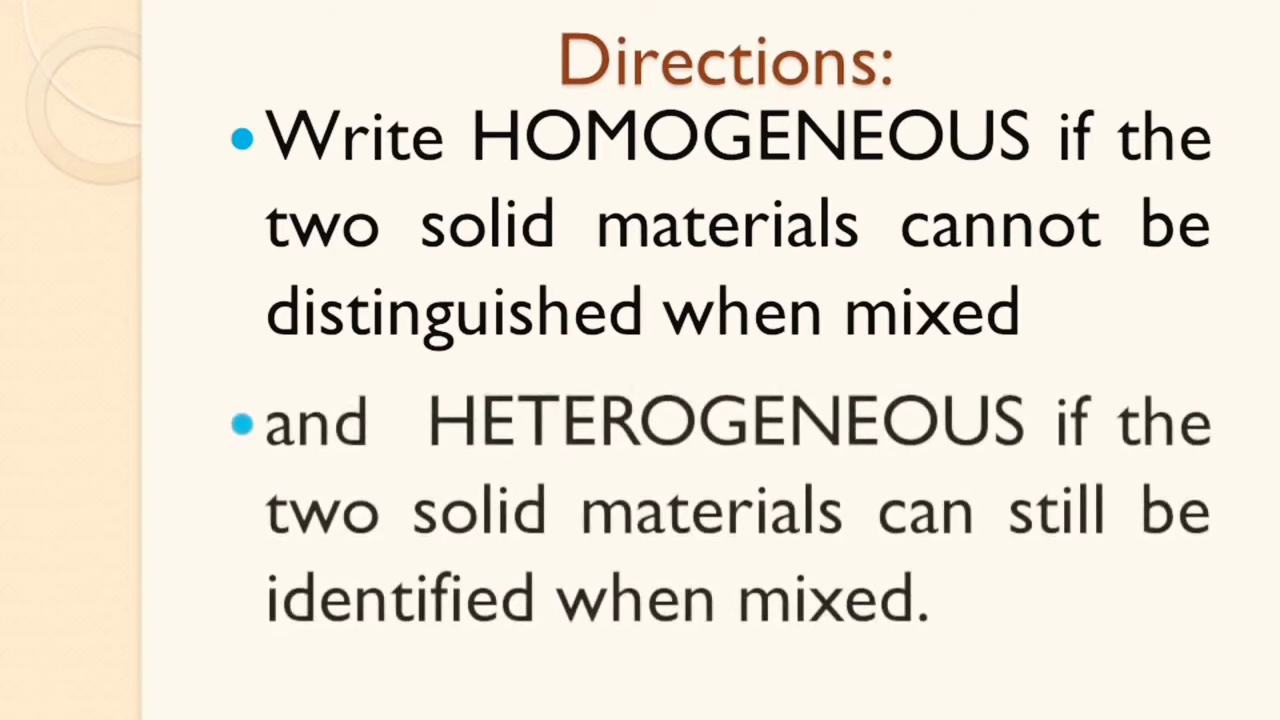 Directions:
• Write HOMOGENEOUS if the
two solid materials cannot be
distinguished when mixed
• and HETEROGENEOUS if the
two solid materials can still be
identified when mixed.